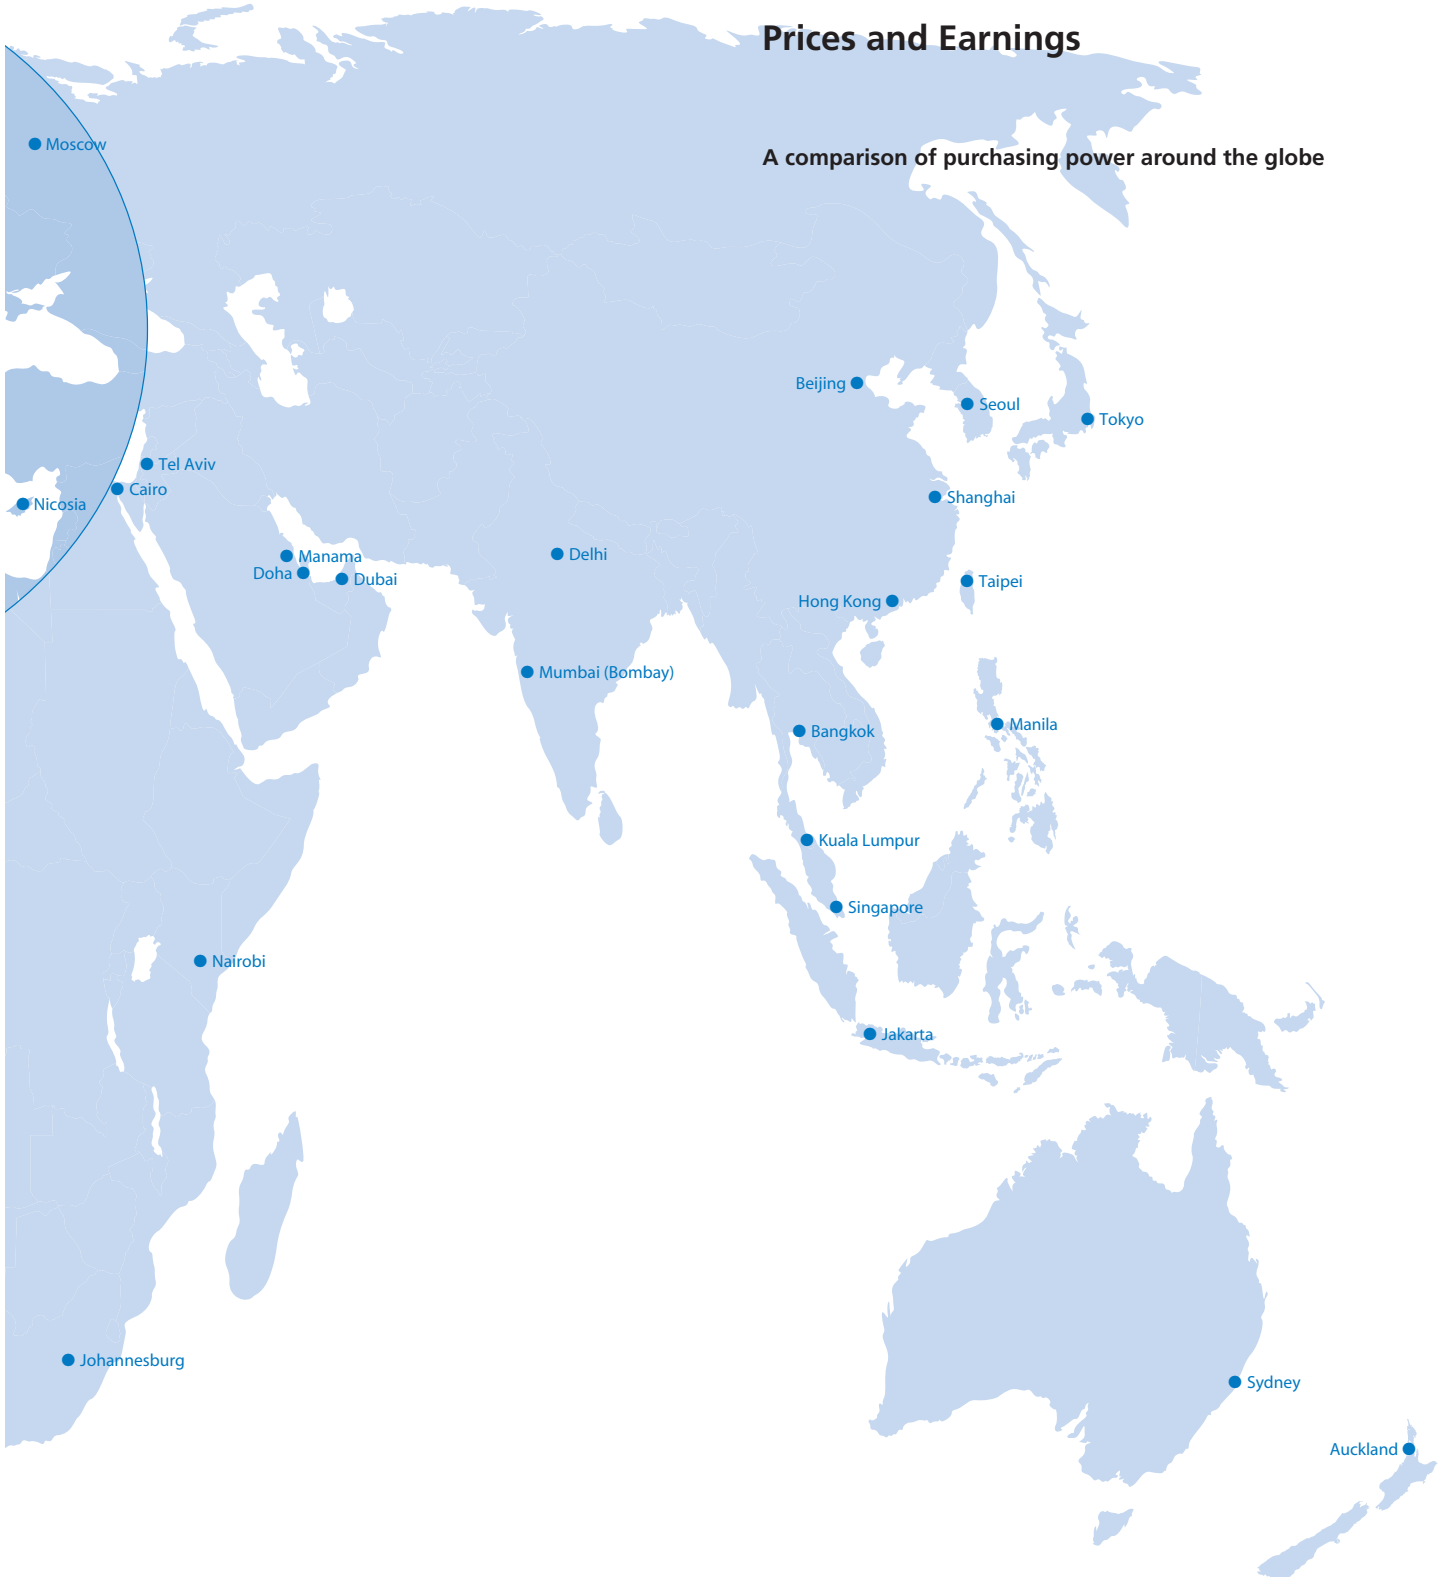 Prices and Earnings
A comparison of purchasing power around the globe
Moscow
Beijing
Seoul
Tokyo
Tel Aviv
Cairo
Nicosia
Shanghai
Manama
Delhi
Doha
Dubai
Taipei
Hong Kong
Mumbai (Bombay)
Manila
Bangkok
Kuala Lumpur
Singapore
Nairobi
Jakarta
Johannesburg
Sydney
Auckland